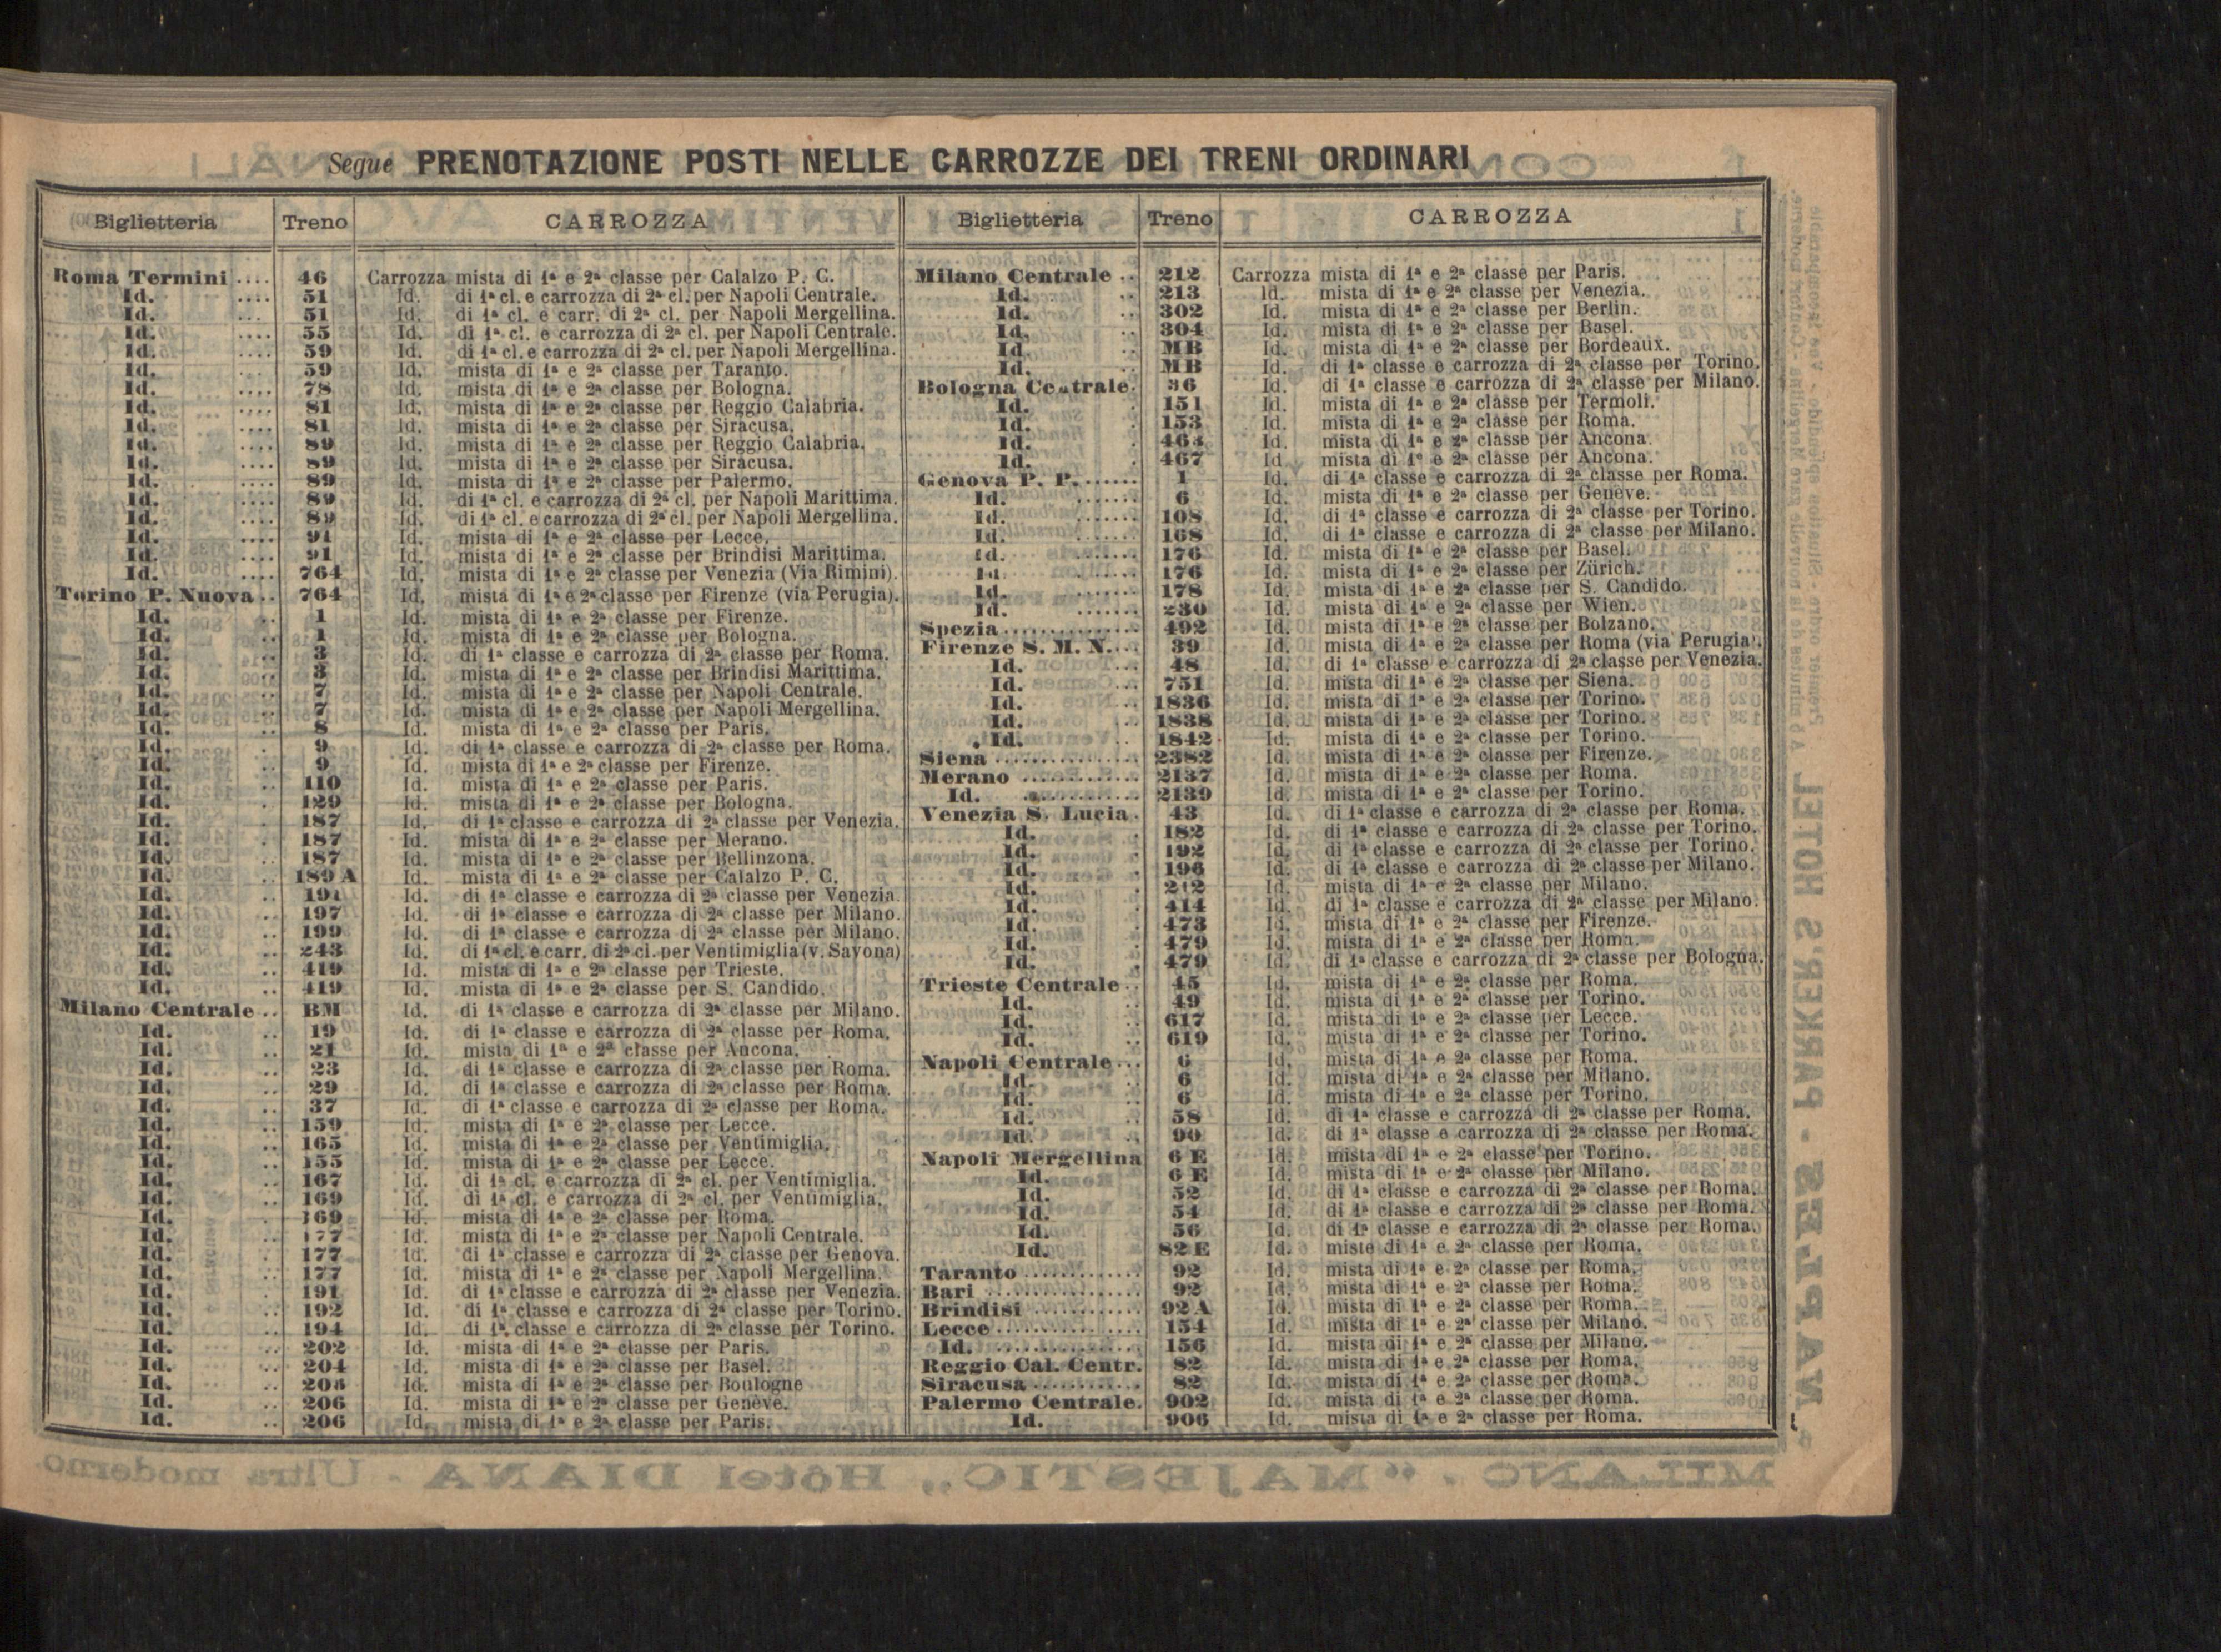 Segue PRENOTAZIONE POSTI NELLE CARROZZE DEI TRENI ORDINARI
Biglietteria Treno CARROZZA
Roma Termini .... 46 Carrozza mista di 1ª e 2ª classe per Calalzo P. C.
Id. .... 51 Id. di 1ª cl. e carrozza di 2ª cl. per Napoli Centrale.
Id. ... 51 Id. di 1ª cl. e carr. di 2ª cl. per Napoli Mergellina.
Id. .... 55 Id. di 1ª cl. e carrozza di 2ª cl. per Napoli Centrale.
Id. .... 59 Id. di 1ª cl. e carrozza di 2ª cl. per Napoli Mergellina.
Id. .... 59 Id. mista di 1ª e 2ª classe per Taranto.
Id. .... 78 Id. mista di 1ª e 2ª classe per Bologna.
Id. .... 81 Id. mista di 1ª e 2ª classe per Reggio Calabria.
Id. .... 81 Id. mista di 1ª e 2ª classe per Siracusa.
Id. .... 89 Id. mista di 1ª e 2ª classe per Reggio Calabria.
Id. .... 89 Id. mista di 1ª e 2ª classe per Siracusa.
Id. .... 89 Id. mista di 1ª e 2ª classe per Palermo.
Id. .... 89 Id. di 1ª cl. e carrozza di 2ª cl. per Napoli Marittima.
Id. .... 89 Id. di 1ª cl. e carrozza di 2ª cl. per Napoli Mergellina.
Id. .... 91 Id. mista di 1ª e 2ª classe per Lecce.
Id. .... 91 Id. mista di 1ª e 2ª classe per Brindisi Marittima.
Id. .... 764 Id. mista di 1ª e 2ª classe per Venezia (Via Rimini).
Torino P. Nuova .. 764 Id. mista di 1ª e 2ª classe per Firenze (via Perugia).
Id. .. 1 Id. mista di 1ª e 2ª classe per Firenze.
Id. .. 1 Id. mista di 1ª e 2ª classe per Bologna.
Id. .. 3 Id. di 1ª classe e carrozza di 2ª classe per Roma.
Id. .. 3 Id. mista di 1ª e 2ª classe per Brindisi Marittima.
Id. .. 7 Id. mista di 1ª e 2ª classe per Napoli Centrale.
Id. .. 7 Id. mista di 1ª e 2ª classe per Napoli Mergellina.
Id. .. 8 Id. mista di 1ª e 2ª classe per Paris.
Id. . 9 Id. di 1ª classe e carrozza di 2ª classe per Roma.
Id. .. 9 Id. mista di 1ª e 2ª classe per Firenze.
Id. .. 110 Id. mista di 1ª e 2ª classe per Paris.
Id. . 129 Id. mista di 1ª e 2ª classe per Bologna.
Id. .. 187 Id. di 1ª classe e carrozza di 2ª classe per Venezia.
Id. . 187 Id. mista di 1ª e 2ª classe per Merano.
Id. .. 187 Id. mista di 1ª e 2ª classe per Bellinzona.
Id. .. 189 A Id. mista di 1ª e 2ª classe per Calalzo P. C.
Id. .. 191 Id. di 1ª classe e carrozza di 2ª classe per Venezia
Id. .. 197 Id. di 1ª classe e carrozza di 2ª classe per Milano.
Id. .. 199 Id. di 1ª classe e carrozza di 2ª classe per Milano.
Id. .. 243 Id. di 1ª cl. e carr. di 2ª cl. per Ventimiglia (v. Savona)
Id. .. 419 Id. mista di 1ª e 2ª classe per Trieste.
Id. .. 419 Id. mista di 1ª e 2ª classe per S. Candido.
Milano Centrale .. BM Id. di 1ª classe e carrozza di 2ª classe per Milano.
Id. .. 19 Id. di 1ª classe e carrozza di 2ª classe per Roma.
Id. .. 21 Id. mista di 1ª e 2ª classe per Ancona.
Id. .. 23 Id. di 1ª classe e carrozza di 2ª classe per Roma.
Id. .. 29 Id. di 1ª classe e carrozza di 2ª classe per Roma.
Id. .. 37 Id. di 1ª classe e carrozza di 2ª classe per Roma.
Id. .. 159 Id. mista di 1ª e 2ª classe per Lecce.
Id. .. 165 Id. mista di 1ª e 2ª classe per Ventimiglia.
Id. .. 155 Id. mista di 1ª e 2ª classe per Lecce.
Id. .. 167 Id. di 1ª cl. e carrozza di 2ª cl. per Ventimiglia.
Id. .. 169 Id. di 1ª cl. e carrozza di 2ª cl. per Ventimiglia.
Id. . 169 Id. mista di 1ª e 2ª classe per Roma.
Id. .. 177 Id. mista di 1ª e 2ª classe per Napoli Centrale.
Id. .. 177 Id. di 1ª classe e carrozza di 2ª classe per Genova.
Id. .. 177 Id. mista di 1ª e 2ª classe per Napoli Mergellina.
Id. .. 191 Id. di 1ª classe e carrozza di 2ª classe per Venezia.
Id. .. 192 Id. di 1ª classe e carrozza di 2ª classe per Torino.
Id. .. 194 Id. di 1ª classe e carrozza di 2ª classe per Torino.
Id. .. 202 Id. mista di 1ª e 2ª classe per Paris.
Id. .. 204 Id. mista di 1ª e 2ª classe per Basel.
Id. .. Id. mista di 1ª e 2ª classe per Boulogne
Id. .. 206 Id. mista di 1ª e 2ª classe per Genève.
Id. .. 206 Id. mista di 1ª e 2ª classe per Paris.
Biglietteria Treno CARROZZA
Milano Centrale .. 212 Carrozza mista di 1ª e 2ª classe per Paris.
Id. .. 213 Id. mista di 1ª e 2ª classe per Venezia.
Id. .. 302 Id. mista di 1ª e 2ª classe per Berlin.
Id. .. 304 Id. mista di 1ª e 2ª classe per Basel.
Id. .. MB Id. mista di 1ª e 2ª classe per Bordeaux.
Id. .. MB Id. di 1ª classe e carrozza di 2ª classe per Torino.
Bologna Centrale. 36 Id. di 1ª classe e carrozza di 2ª classe per Milano.
Id. . 151 Id. mista di 1ª e 2ª classe per Termoli.
Id. . 153 Id. mista di 1ª e 2ª classe per Roma.
Id. . 463 Id. mista di 1ª e 2ª classe per Ancona.
Id. . 467 Id. mista di 1ª e 2ª classe per Ancona.
Genova P. P. ...... 1 Id. di 1ª classe e carrozza di 2ª classe per Roma.
Id. ....... 6 Id. mista di 1ª e 2ª classe per Genève.
Id. ....... 108 Id. di 1ª classe e carrozza di 2ª classe per Torino.
Id. ....... 168 Id. di 1ª classe e carrozza di 2ª classe per Milano.
Id. ....... 176 Id. mista di 1ª e 2ª classe per Basel.
Id. ....... 176 Id. mista di 1ª e 2ª classe per Zürich.
Id. ....... 178 Id. mista di 1ª e 2ª classe per S. Candido.
Id. ....... 230 Id. mista di 1ª e 2ª classe per Wien.
Spezia ............... 492 Id. mista di 1ª e 2ª classe per Bolzano.
Firenze S. M. N. ... 39 Id. mista di 1ª e 2ª classe per Roma (via Perugia).
Id. ... 48 Id. di 1ª classe e carrozza di 2ª classe per Venezia.
Id. ... 751 Id. mista di 1ª e 2ª classe per Siena.
Id. ... 1836 Id. mista di 1ª e 2ª classe per Torino.
Id. ... 1838 Id. mista di 1ª e 2ª classe per Torino.
Id. .. 1842 Id. mista di 1ª e 2ª classe per Torino.
Siena ............... 2382 Id. mista di 1ª e 2ª classe per Firenze.
Merano ............. 2137 Id. mista di 1ª e 2ª classe per Roma.
Id. ............ 2139 Id. mista di 1ª e 2ª classe per Torino.
Venezia S. Lucia. 43 Id. di 1ª classe e carrozza di 2ª classe per Roma.
Id. . 182 Id. di 1ª classe e carrozza di 2ª classe per Torino.
Id. . 192 Id. di 1ª classe e carrozza di 2ª classe per Torino.
Id. . 196 Id. di 1ª classe e carrozza di 2ª classe per Milano.
Id. . 212 Id. mista di 1ª e 2ª classe per Milano.
Id. . 414 Id. di 1ª classe e carrozza di 2ª classe per Milano.
Id. . 473 Id. mista di 1ª e 2ª classe per Firenze.
Id. . 479 Id. mista di 1ª e 2ª classe per Roma.
Id. . 479 Id. di 1ª classe e carrozza di 2ª classe per Bologna.
Trieste Centrale .. 45 Id. mista di 1ª e 2ª classe per Roma.
Id. .. 49 Id. mista di 1ª e 2ª classe per Torino.
Id. .. 617 Id. mista di 1ª e 2ª classe per Lecce.
Id. .. 619 Id. mista di 1ª e 2ª classe per Torino.
Napoli Centrale ... 6 Id. mista di 1ª e 2ª classe per Roma.
Id. .. 6 Id. mista di 1ª e 2ª classe per Milano.
Id. .. 6 Id. mista di 1ª e 2ª classe per Torino.
Id. .. 58 Id. di 1ª classe e carrozza di 2ª classe per Roma.
Id. .. 90 Id. di 1ª classe e carrozza di 2ª classe per Roma.
Napoli Mergellina 6 E Id. mista di 1ª e 2ª classe per Torino.
Id. 6 E Id. mista di 1ª e 2ª classe per Milano.
Id. 52 Id. di 1ª classe e carrozza di 2ª classe per Roma.
Id. 54 Id. di 1ª classe e carrozza di 2ª classe per Roma.
Id. 56 Id. di 1ª classe e carrozza di 2ª classe per Roma.
Id. 82 E Id. miste di 1ª e 2ª classe per Roma.
Taranto ............. 92 Id. mista di 1ª e 2ª classe per Roma.
Bari ................ 92 Id. mista di 1ª e 2ª classe per Roma.
Brindisi ............ 92 A Id. mista di 1ª e 2ª classe per Roma.
Lecce ................ 154 Id. mista di 1ª e 2ª classe per Milano.
Id. ............... 156 Id. mista di 1ª e 2ª classe per Milano.
Reggio Cal. Centr. 82 Id. mista di 1ª e 2ª classe per Roma.
Siracusa ............ 82 Id. mista di 1ª e 2ª classe per Roma.
Palermo Centrale. 902 Id. mista di 1ª e 2ª classe per Roma.
Id. 906 Id. mista di 1ª e 2ª classe per Roma.